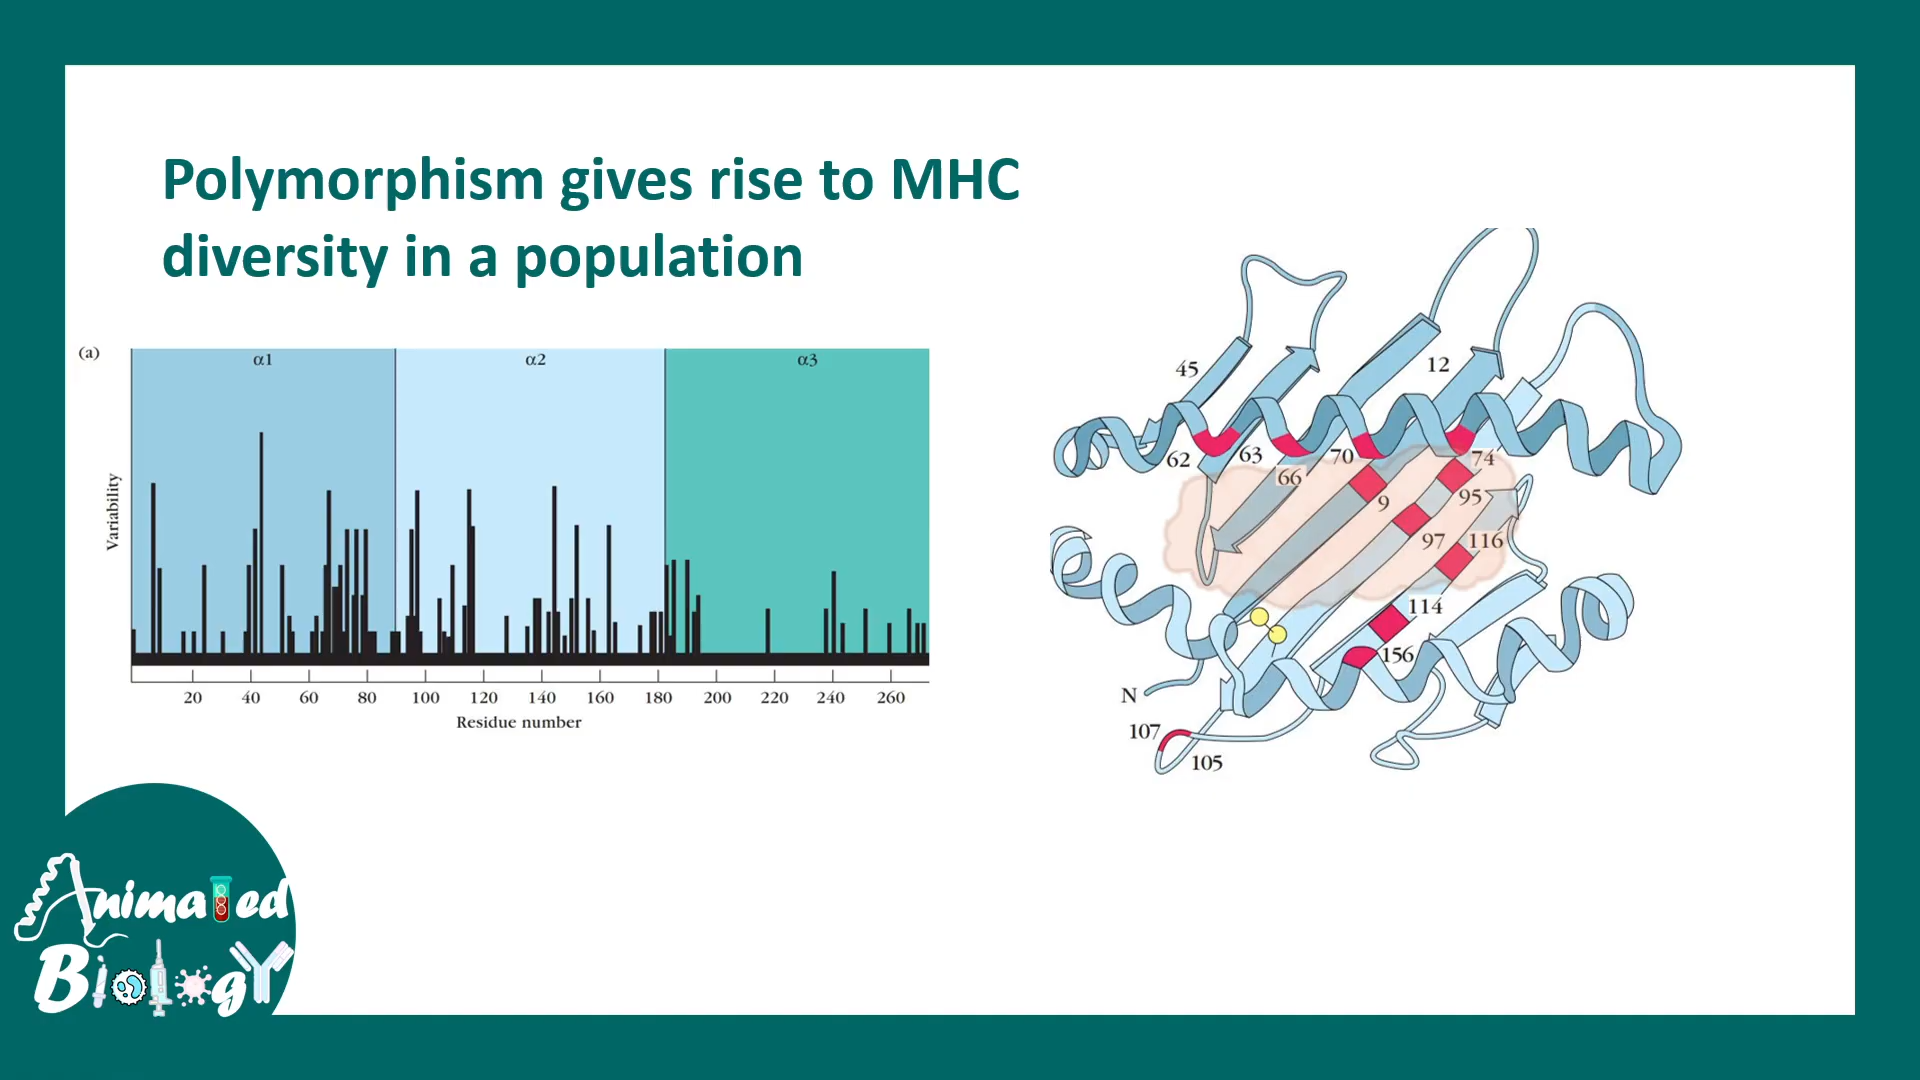 Polymorphism gives rise to MHC
diversity in a population
(a)
α1
α2
α3
Variability
20 40 60 80 100 120 140 160 180 200 220 240 260
Residue number
45
12
62
63
66
70
74
9
95
97
116
114
156
N
107
105
Animated
Biology